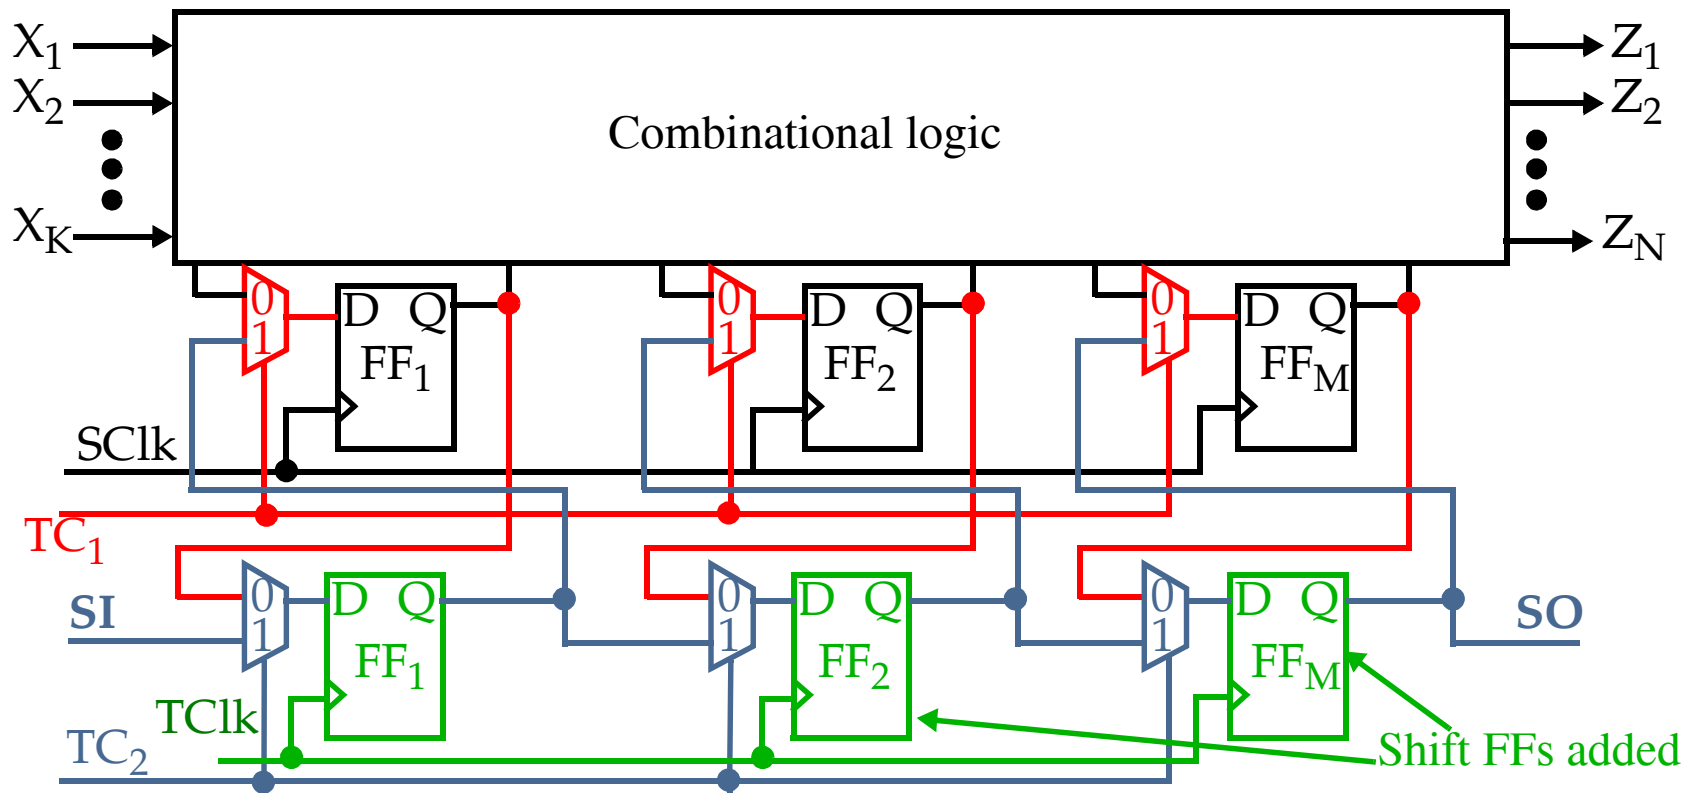 X1
Z1
X2
Z2
Combinational logic
XK
ZN
0
1
D Q
FF1
0
1
D Q
FF2
0
1
D Q
FFM
SClk
TC1
SI
0
1
D Q
FF1
0
1
D Q
FF2
0
1
D Q
FFM
SO
TClk
TC2
Shift FFs added